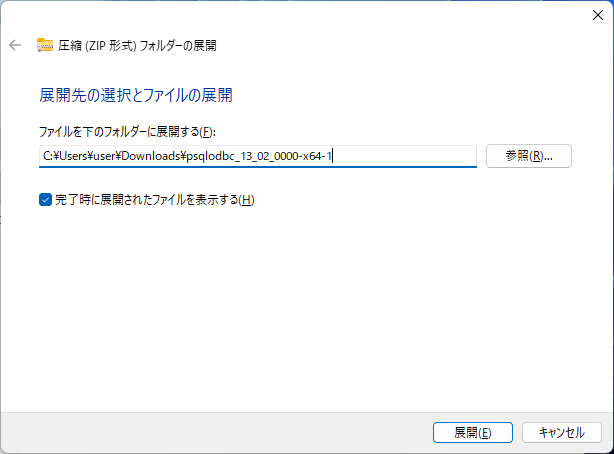 圧縮 (ZIP 形式) フォルダーの展開
展開先の選択とファイルの展開
ファイルを下のフォルダーに展開する(F):
C:¥Users¥user¥Downloads¥psqlodbc_13_02_0000-x64-1
参照(R)...
完了時に展開されたファイルを表示する(H)
展開(E)
キャンセル